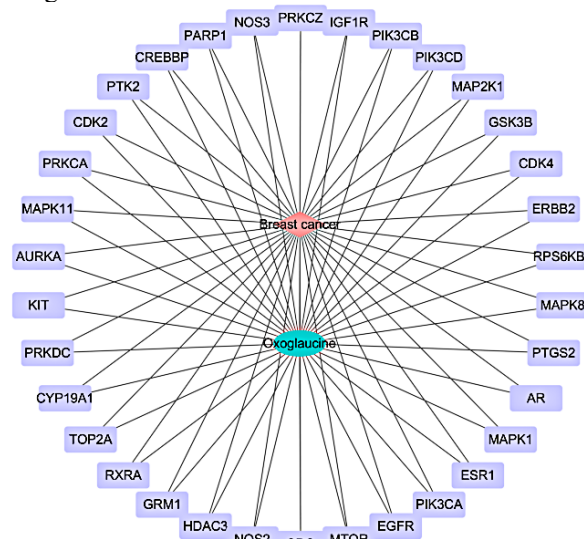 PRKCZ
NOS3
IGF1R
PARP1
PIK3CB
CREBBP
PIK3CD
PTK2
MAP2K1
CDK2
GSK3B
PRKCA
CDK4
MAPK11
ERBB2
Breast cancer
AURKA
RPS6KB
KIT
MAPK8
Oxoglaucine
PRKDC
PTGS2
CYP19A1
AR
TOP2A
MAPK1
RXRA
ESR1
GRM1
PIK3CA
HDAC3
EGFR
NOS2
MTOR